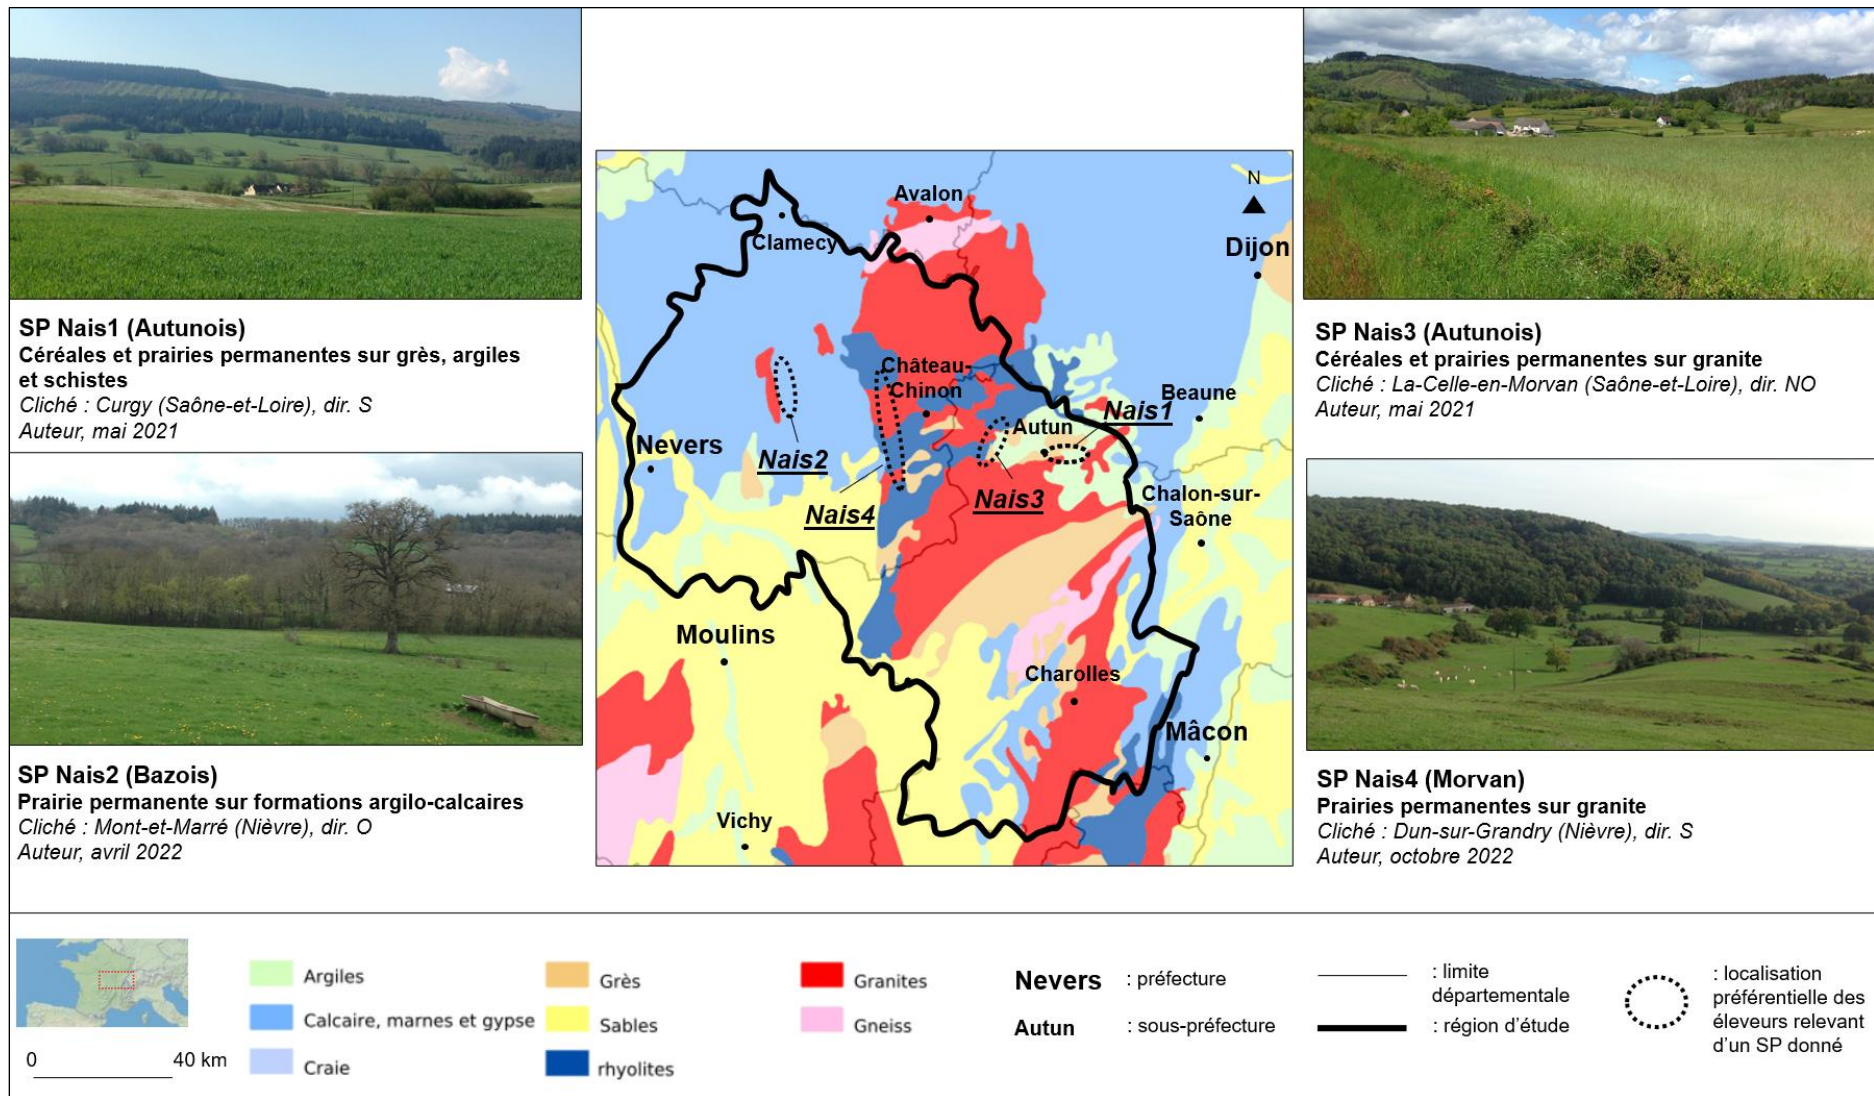 SP Nais1 (Autunois)
Céréales et prairies permanentes sur grès, argiles
et schistes
Cliché : Curgy (Saône-et-Loire), dir. S
Auteur, mai 2021
SP Nais2 (Bazois)
Prairie permanente sur formations argilo-calcaires
Cliché : Mont-et-Marré (Nièvre), dir. O
Auteur, avril 2022
N
Avalon
Clamecy
Dijon
Château-
Chinon
Beaune
Nais1
Autun
Nevers
Nais2
Nais3
Nais4
Chalon-sur-
Saône
Moulins
Charolles
Mâcon
Vichy
SP Nais3 (Autunois)
Céréales et prairies permanentes sur granite
Cliché : La-Celle-en-Morvan (Saône-et-Loire), dir. NO
Auteur, mai 2021
SP Nais4 (Morvan)
Prairies permanentes sur granite
Cliché : Dun-sur-Grandry (Nièvre), dir. S
Auteur, octobre 2022
0 40 km
Argiles
Calcaire, marnes et gypse
Craie
Grès
Sables
rhyolites
Granites
Gneiss
Nevers : préfecture
Autun : sous-préfecture
: limite
départementale
: région d'étude
: localisation
préférentielle des
éleveurs relevant
d'un SP donné